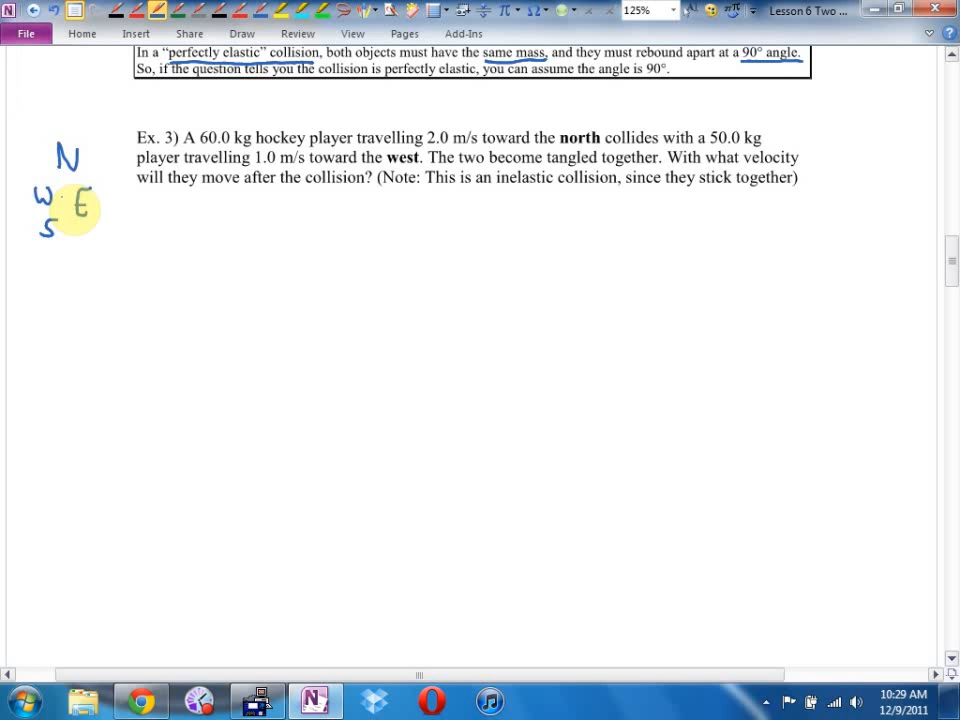 125%
Lesson 6 Two ...
File Home Insert Share Draw Review View Pages Add-Ins
In a “perfectly elastic” collision, both objects must have the same mass, and they must rebound apart at a 90° angle.
So, if the question tells you the collision is perfectly elastic, you can assume the angle is 90°.
Ex. 3) A 60.0 kg hockey player travelling 2.0 m/s toward the north collides with a 50.0 kg
player travelling 1.0 m/s toward the west. The two become tangled together. With what velocity
will they move after the collision? (Note: This is an inelastic collision, since they stick together)
N
W E
S
10:29 AM
12/9/2011